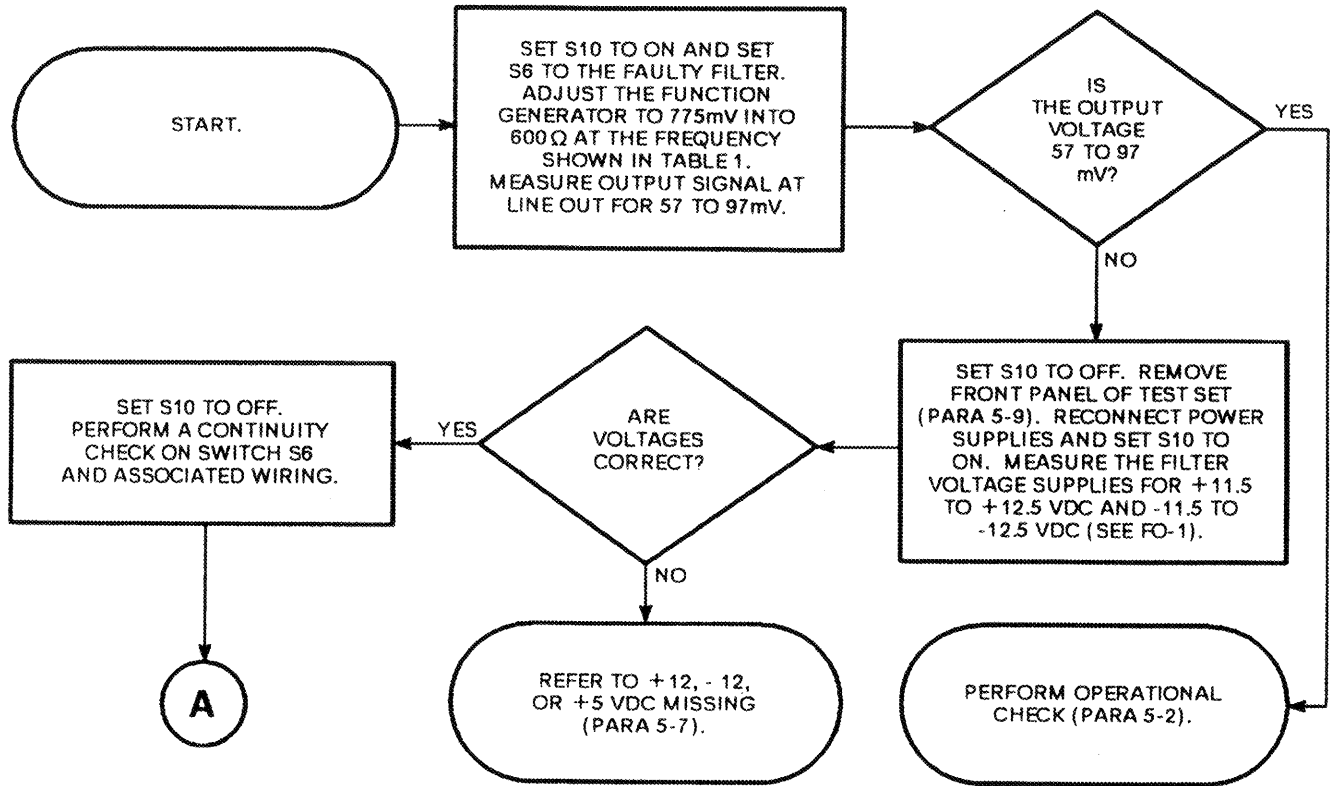 START.
SET S10 TO ON AND SET
S6 TO THE FAULTY FILTER.
ADJUST THE FUNCTION
GENERATOR TO 775mV INTO
600Ω AT THE FREQUENCY
SHOWN IN TABLE 1.
MEASURE OUTPUT SIGNAL AT
LINE OUT FOR 57 TO 97mV.
IS
THE OUTPUT
VOLTAGE
57 TO 97
mV?
YES
NO
SET S10 TO OFF. REMOVE
FRONT PANEL OF TEST SET
(PARA 5-9). RECONNECT POWER
SUPPLIES AND SET S10 TO
ON. MEASURE THE FILTER
VOLTAGE SUPPLIES FOR +11.5
TO +12.5 VDC AND -11.5 TO
-12.5 VDC (SEE FO-1).
ARE
VOLTAGES
CORRECT?
YES
NO
SET S10 TO OFF.
PERFORM A CONTINUITY
CHECK ON SWITCH S6
AND ASSOCIATED WIRING.
A
REFER TO +12, - 12,
OR +5 VDC MISSING
(PARA 5-7).
PERFORM OPERATIONAL
CHECK (PARA 5-2).